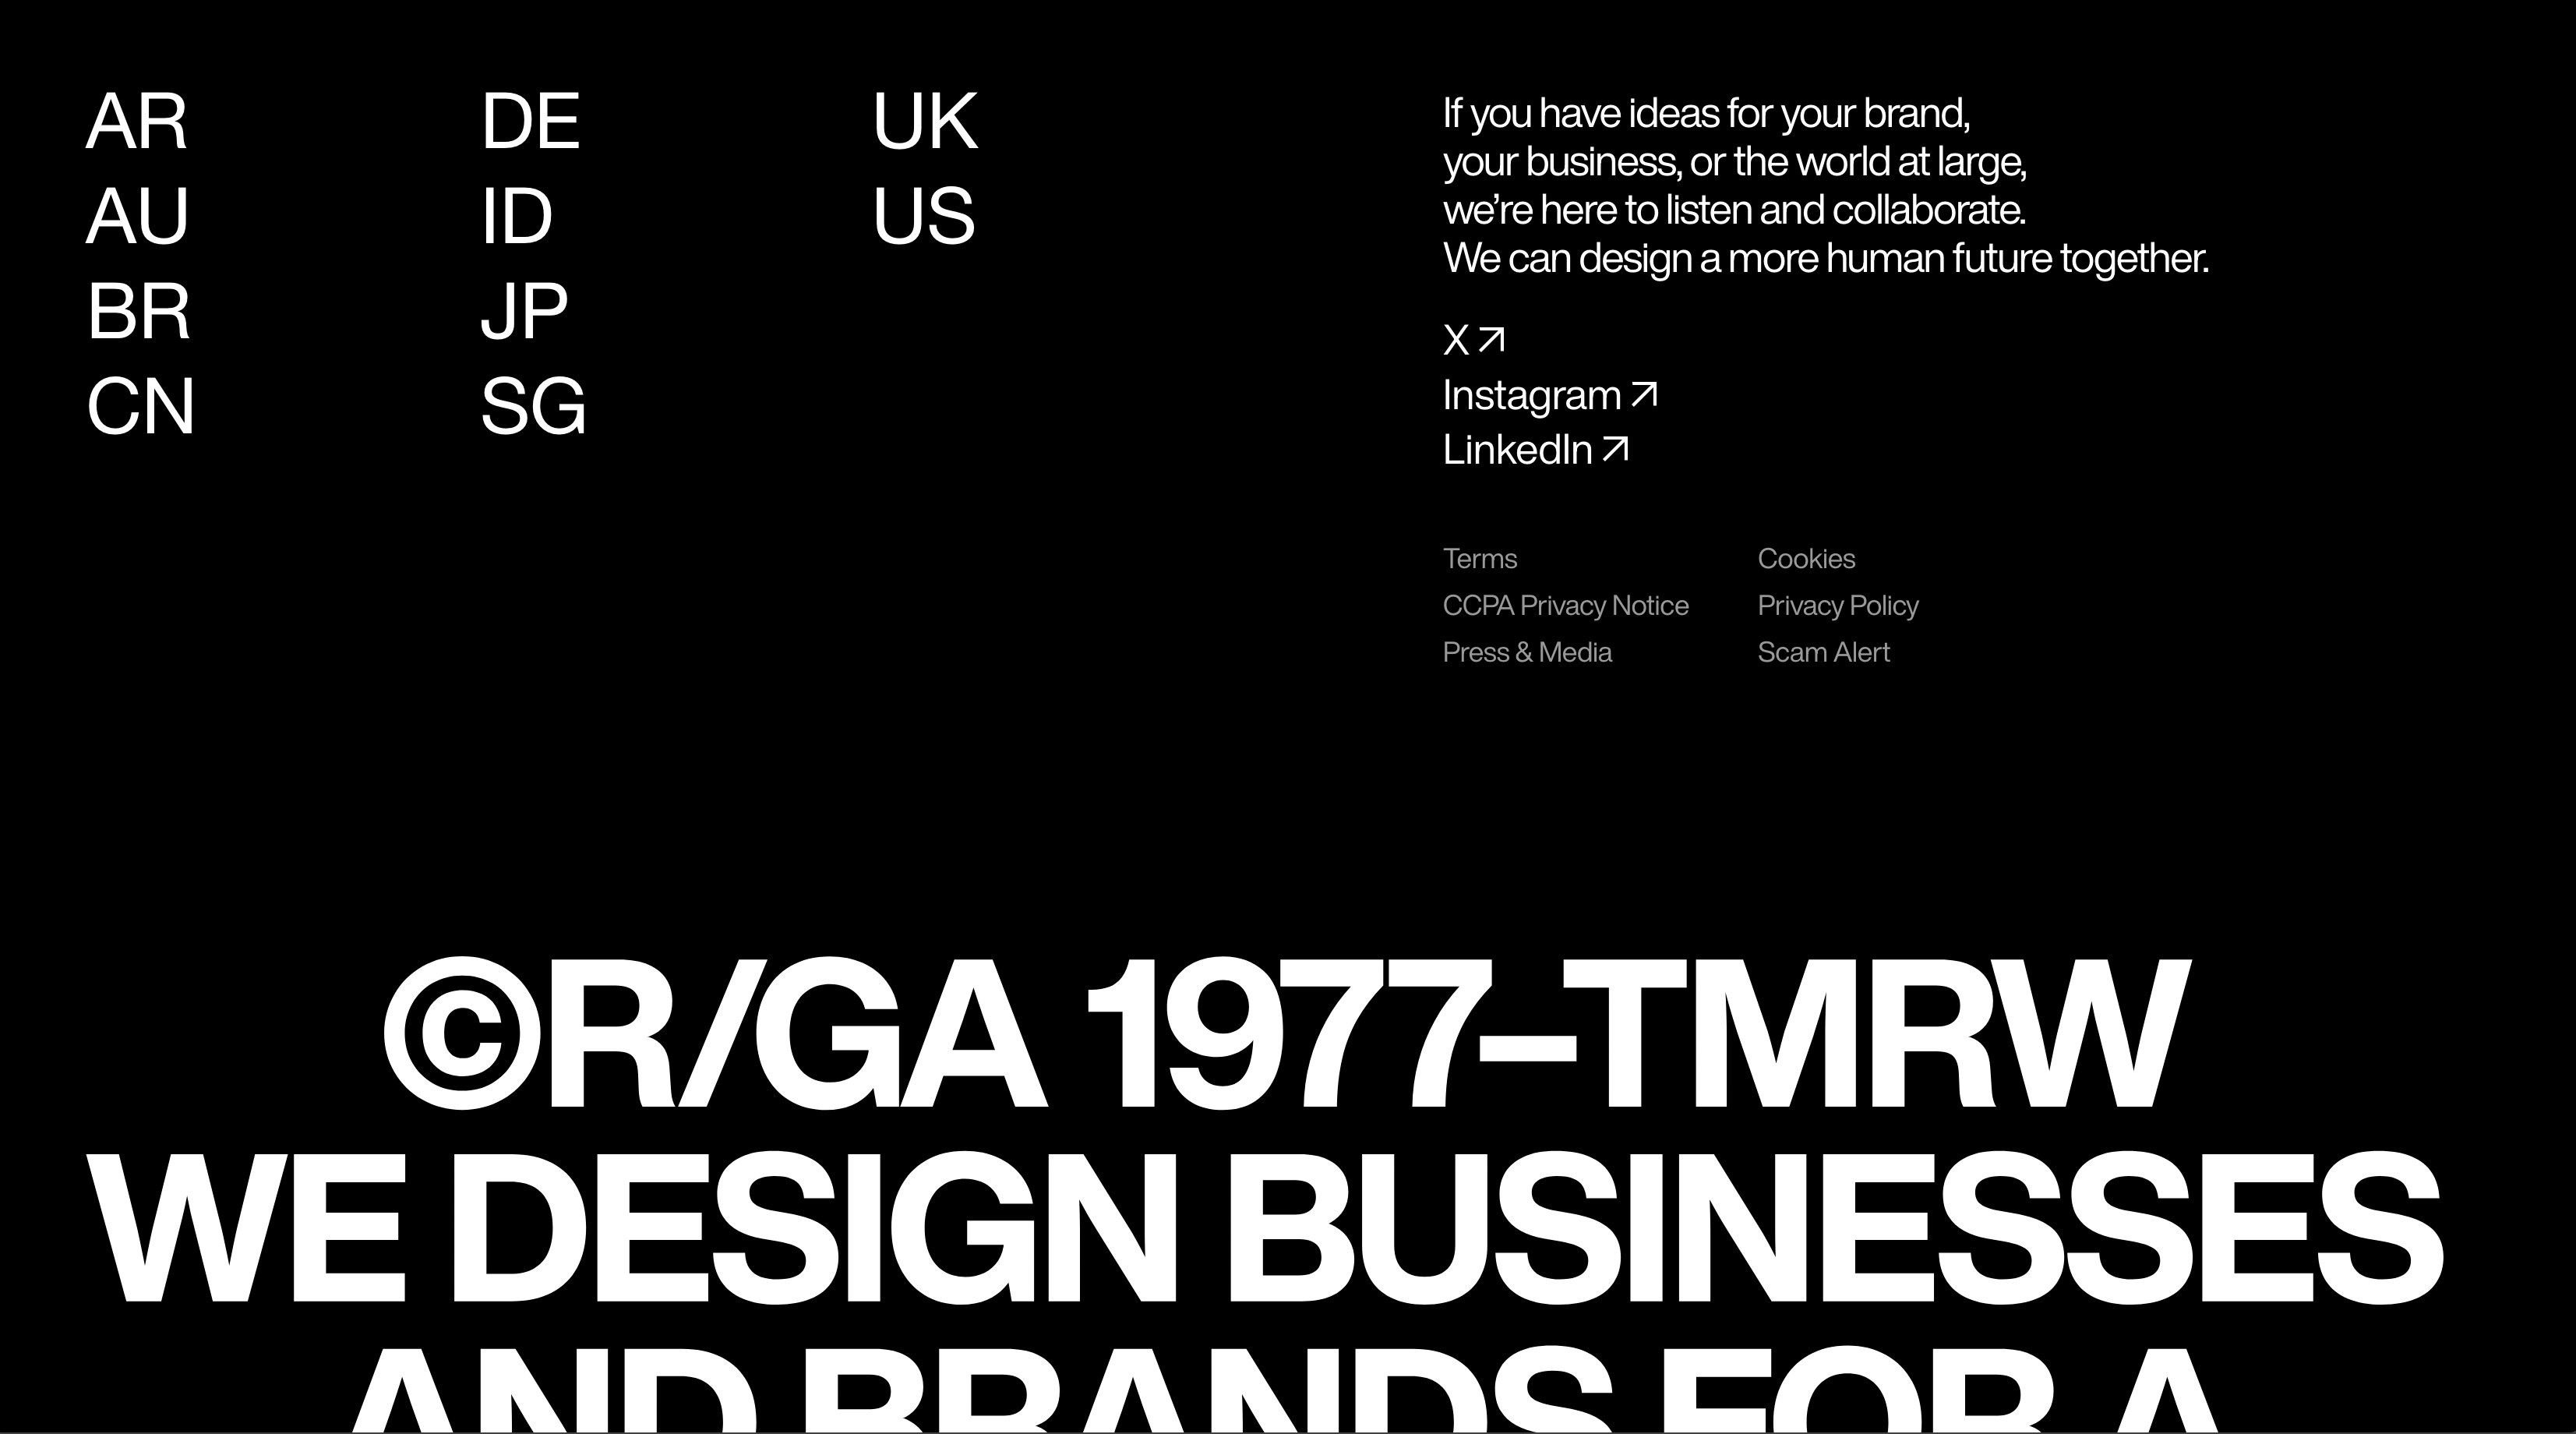 AR
AU
BR
CN
DE
ID
JP
SG
UK
US
If you have ideas for your brand,
your business, or the world at large,
we’re here to listen and collaborate.
We can design a more human future together.
X ↗
Instagram ↗
LinkedIn ↗
Terms
CCPA Privacy Notice
Press & Media
Cookies
Privacy Policy
Scam Alert
©R/GA 1977–TMRW
WE DESIGN BUSINESSES
AND BRANDS FOR A